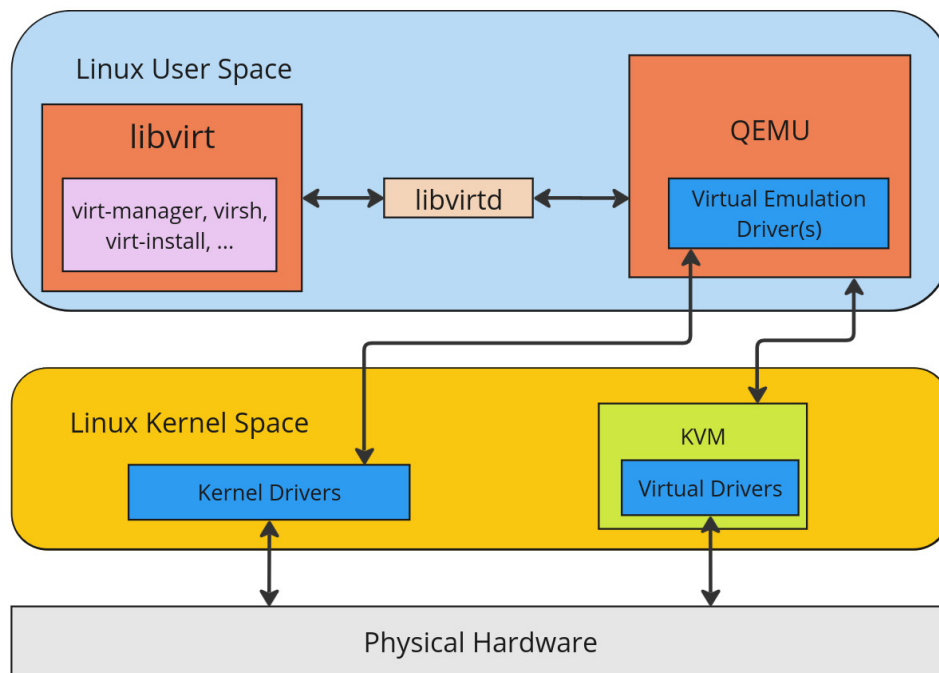 Linux User Space
libvirt
virt-manager, virsh,
virt-install, ...
libvirtd
QEMU
Virtual Emulation
Driver(s)
Linux Kernel Space
Kernel Drivers
KVM
Virtual Drivers
Physical Hardware